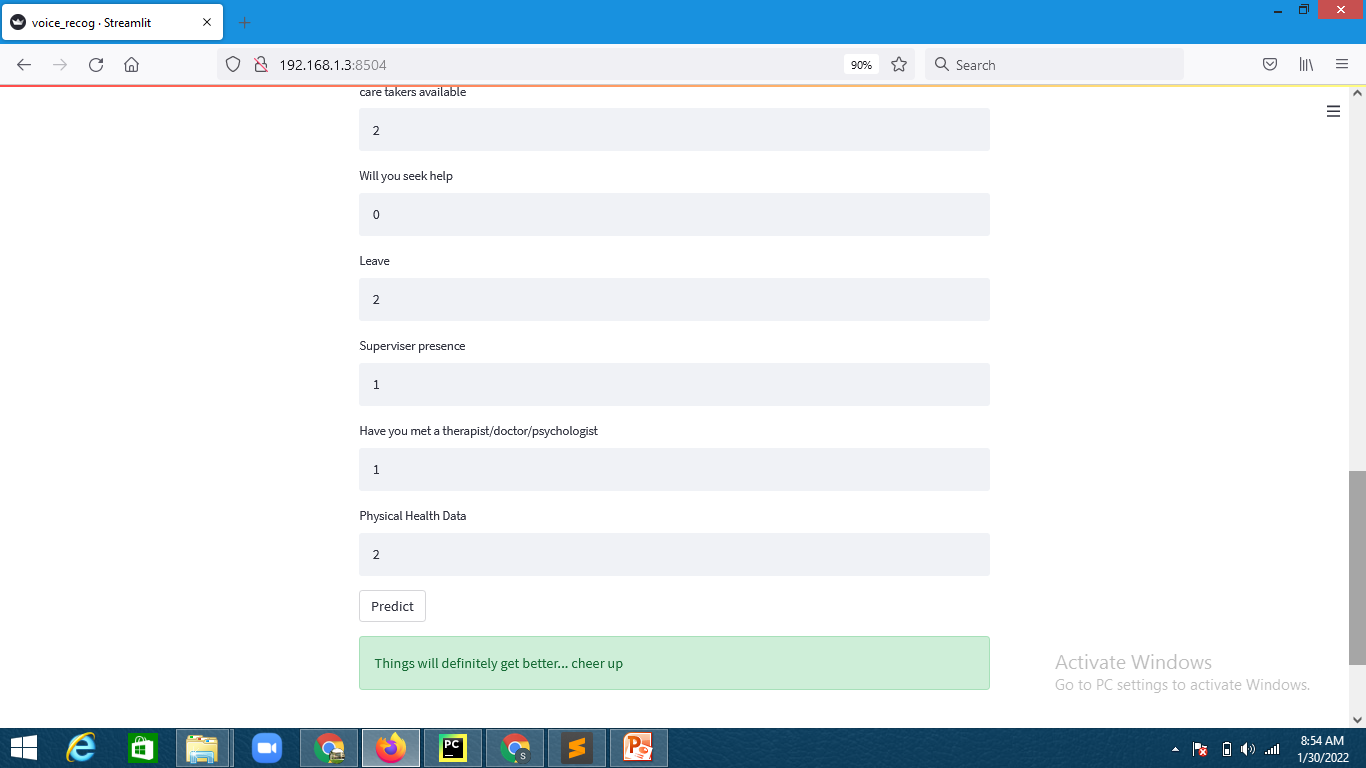 voice_recog · Streamlit
192.168.1.3:8504
90%
Search
care takers available
2
Will you seek help
0
Leave
2
Superviser presence
1
Have you met a therapist/doctor/psychologist
1
Physical Health Data
2
Predict
Things will definitely get better... cheer up
Activate Windows
Go to PC settings to activate Windows.
PC
S
S
P
8:54 AM
1/30/2022